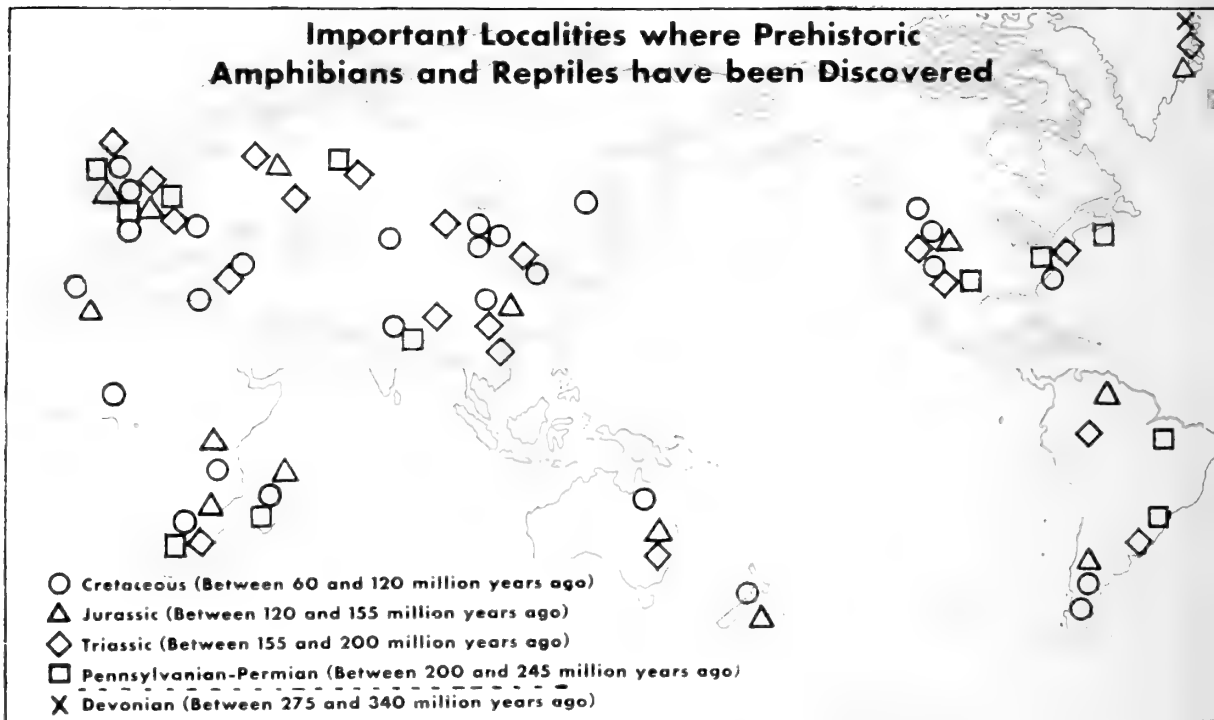 Important Localities where Prehistoric
Amphibians and Reptiles have been Discovered
Cretaceous (Between 60 and 120 million years ago)
Jurassic (Between 120 and 155 million years ago)
Triassic (Between 155 and 200 million years ago)
Pennsylvanian-Permian (Between 200 and 245 million years ago)
Devonian (Between 275 and 340 million years ago)